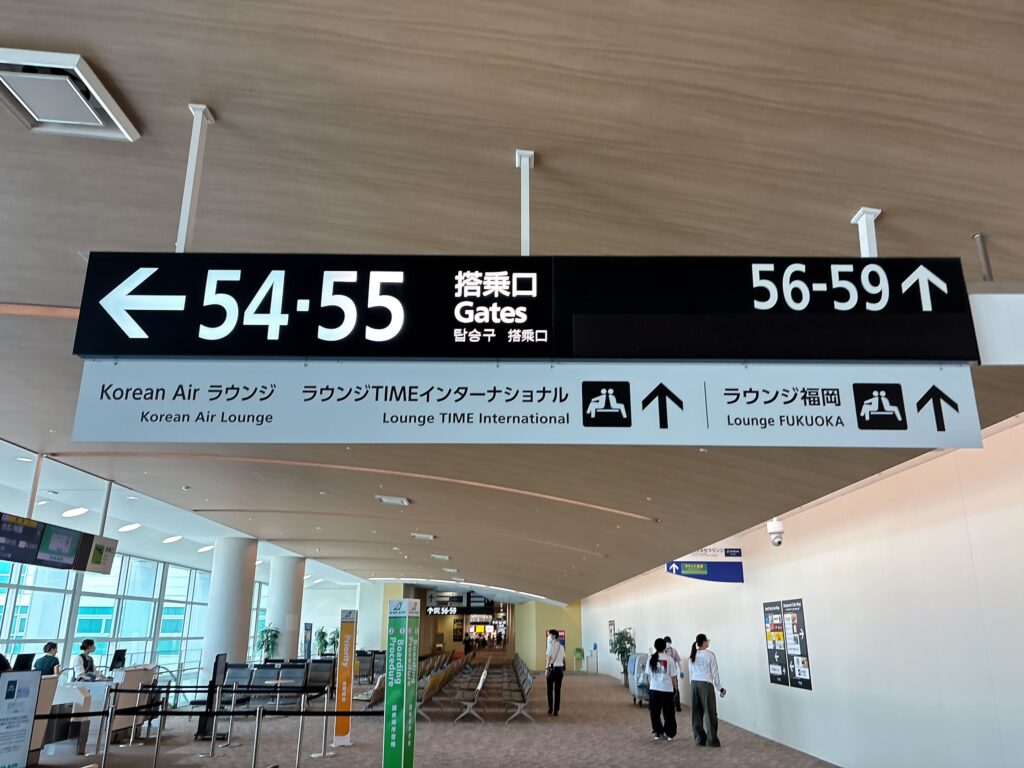 54·55
搭乗口
Gates
탑승구 搭乘口
56-59
Korean Air ラウンジ
Korean Air Lounge
ラウンジTIMEインターナショナル
Lounge TIME International
ラウンジ福岡
Lounge FUKUOKA
56-59
Priority
Boarding
Procedure